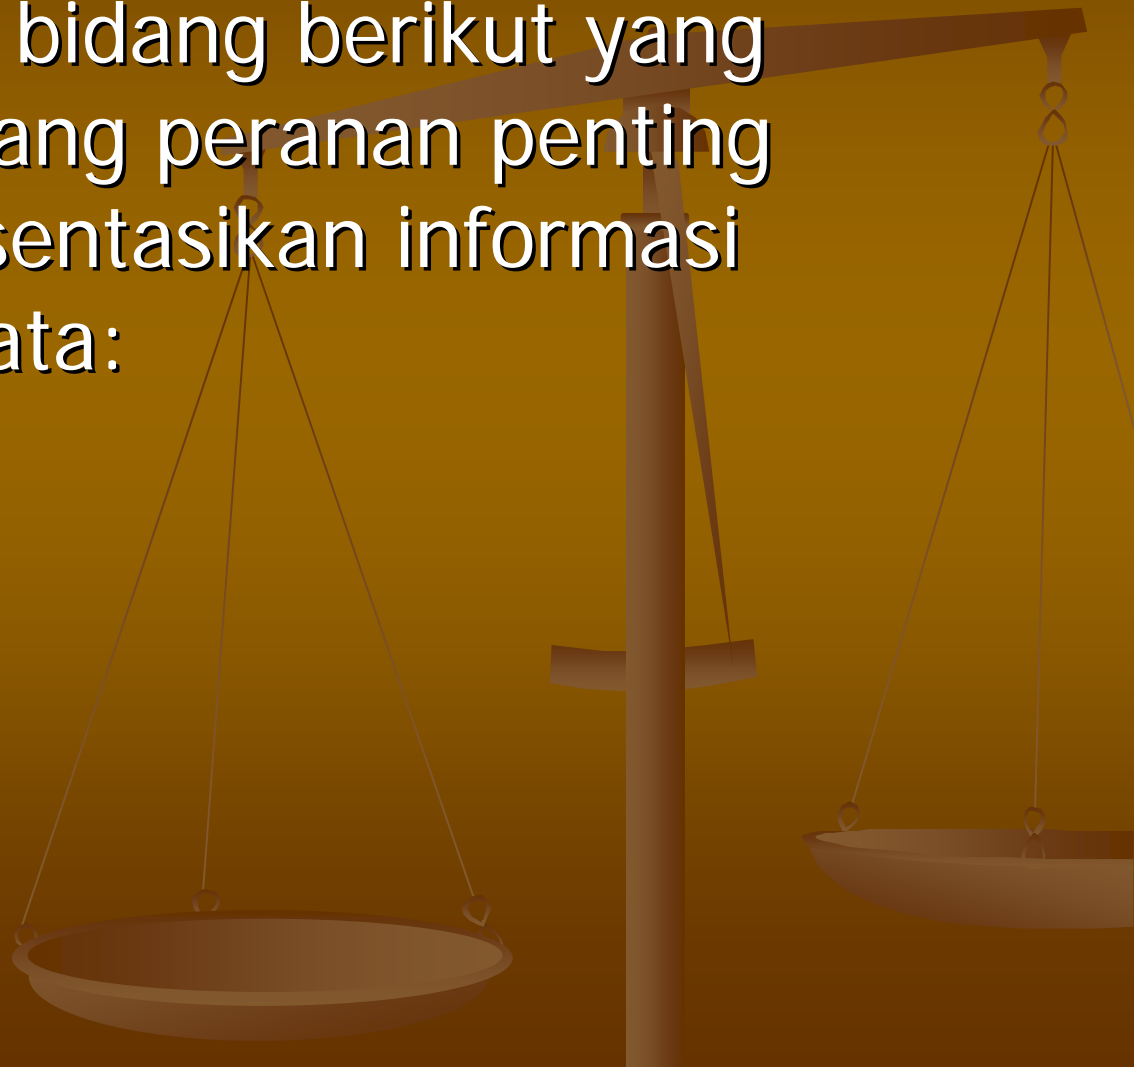 bidang berikut yang
ang peranan penting
sentasikan informasi
ata: